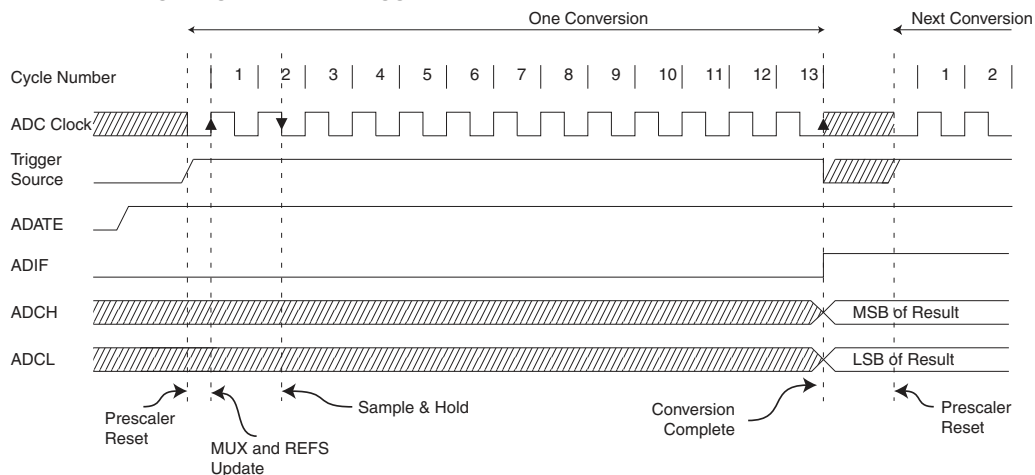 One Conversion Next Conversion
Cycle Number 1 2 3 4 5 6 7 8 9 10 11 12 13 1 2
ADC Clock
Trigger
Source
ADATE
ADIF
ADCH MSB of Result
ADCL LSB of Result
Prescaler
Reset
MUX and REFS
Update
Sample & Hold
Conversion
Complete
Prescaler
Reset